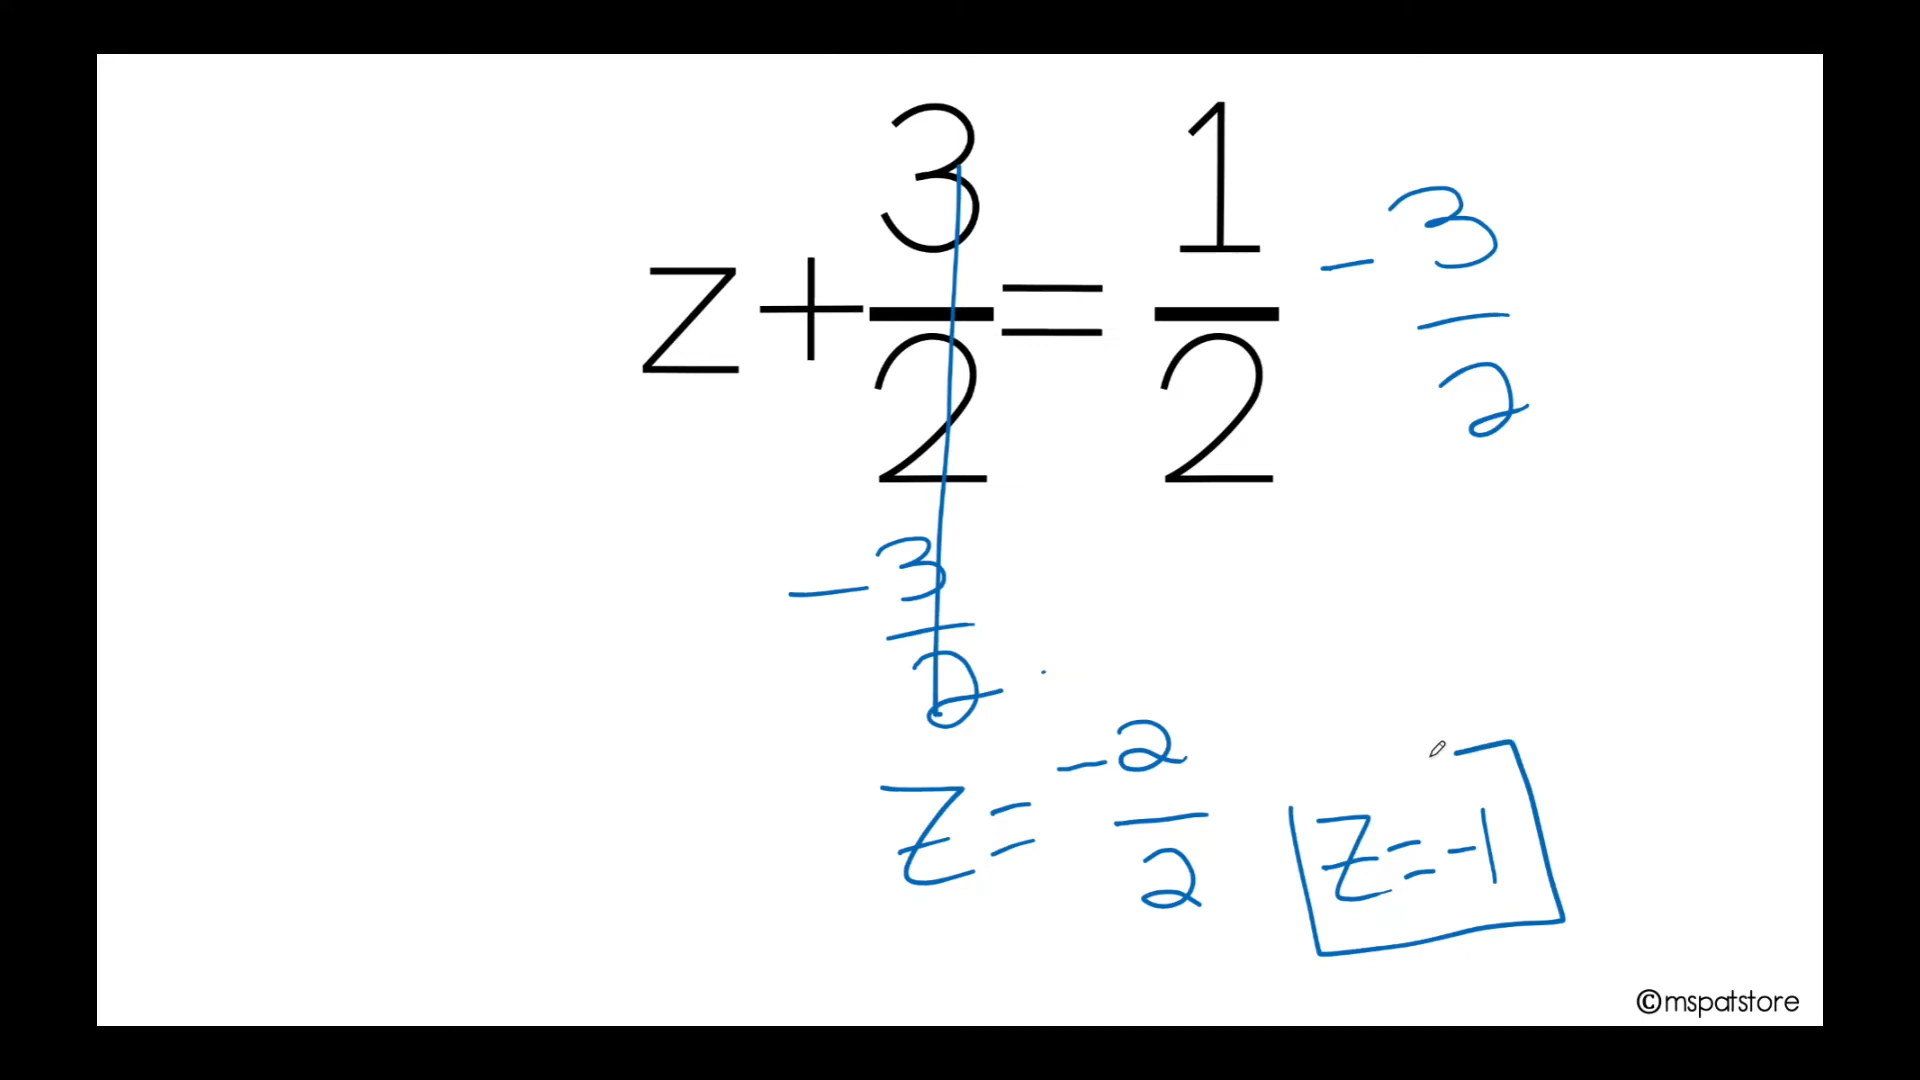 z + 3/2 = 1/2 - 3/2
- 3/2
z = -2/2
z = -1
©mspatstore